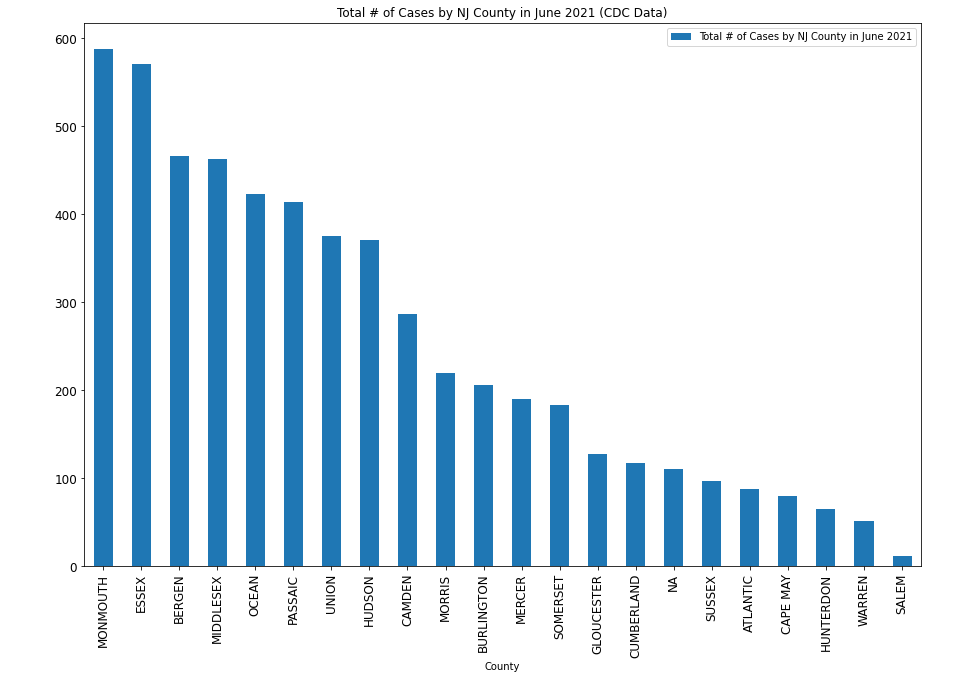 Total # of Cases by NJ County in June 2021 (CDC Data)
Total # of Cases by NJ County in June 2021
600
500
400
300
200
100
0
MONMOUTH
ESSEX
BERGEN
MIDDLESEX
OCEAN
PASSAIC
UNION
HUDSON
CAMDEN
MORRIS
BURLINGTON
MERCER
SOMERSET
GLOUCESTER
CUMBERLAND
NA
SUSSEX
ATLANTIC
CAPE MAY
HUNTERDON
WARREN
SALEM
County